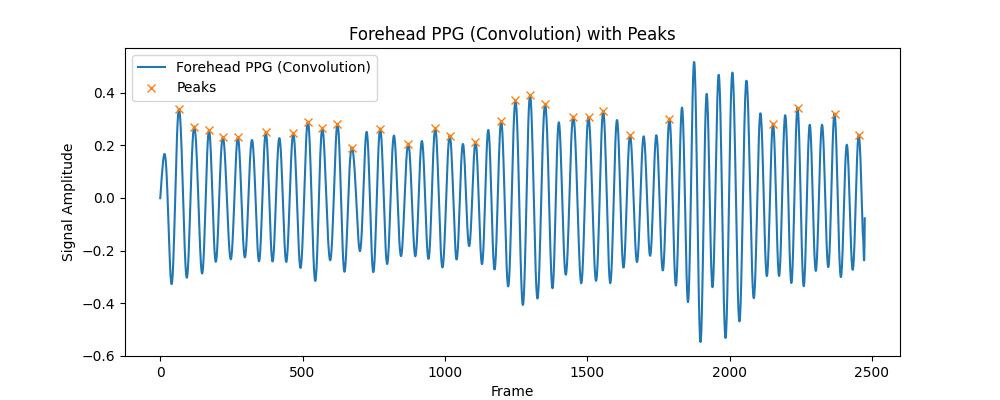 Forehead PPG (Convolution) with Peaks
Forehead PPG (Convolution)
Peaks
0.4
0.2
0.0
−0.2
−0.4
−0.6
Signal Amplitude
0
500
1000
1500
2000
2500
Frame